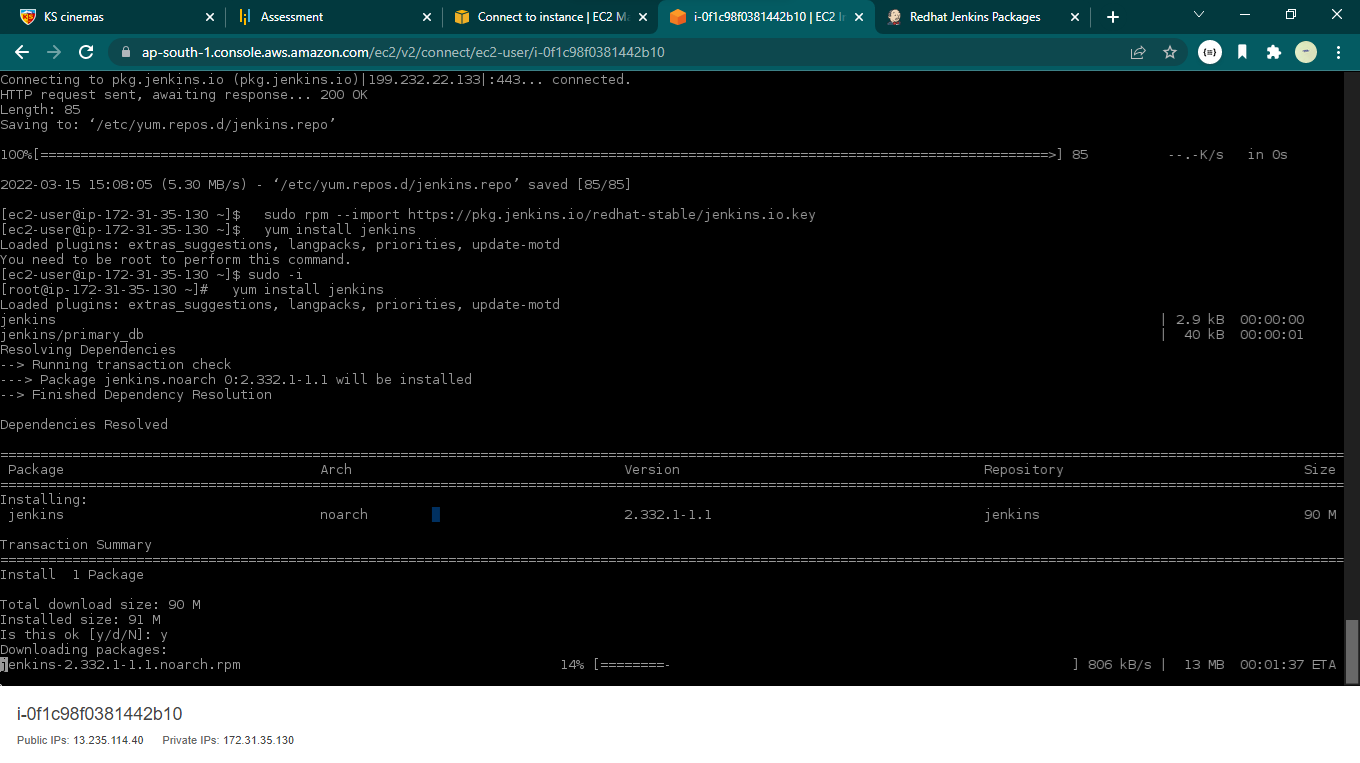 KS cinemas
Assessment
Connect to instance | EC2 Ma
i-0f1c98f0381442b10 | EC2 In
Redhat Jenkins Packages
ap-south-1.console.aws.amazon.com/ec2/v2/connect/ec2-user/i-0f1c98f0381442b10
Connecting to pkg.jenkins.io (pkg.jenkins.io)|199.232.22.133|:443... connected.
HTTP request sent, awaiting response... 200 OK
Length: 85
Saving to: ‘/etc/yum.repos.d/jenkins.repo’
100%[==============================================================================================================================>] 85 --.-K/s in 0s
2022-03-15 15:08:05 (5.30 MB/s) - ‘/etc/yum.repos.d/jenkins.repo’ saved [85/85]
[ec2-user@ip-172-31-35-130 ~]$ sudo rpm --import https://pkg.jenkins.io/redhat-stable/jenkins.io.key
[ec2-user@ip-172-31-35-130 ~]$ yum install jenkins
Loaded plugins: extras_suggestions, langpacks, priorities, update-motd
You need to be root to perform this command.
[ec2-user@ip-172-31-35-130 ~]$ sudo -i
[root@ip-172-31-35-130 ~]# yum install jenkins
Loaded plugins: extras_suggestions, langpacks, priorities, update-motd
jenkins | 2.9 kB 00:00:00
jenkins/primary_db | 40 kB 00:00:01
Resolving Dependencies
--> Running transaction check
---> Package jenkins.noarch 0:2.332.1-1.1 will be installed
--> Finished Dependency Resolution
Dependencies Resolved
Package Arch Version Repository Size
Installing:
jenkins noarch 2.332.1-1.1 jenkins 90 M
Transaction Summary
Install 1 Package
Total download size: 90 M
Installed size: 91 M
Is this ok [y/d/N]: y
Downloading packages:
jenkins-2.332.1-1.1.noarch.rpm 14% [========- ] 806 kB/s | 13 MB 00:01:37 ETA
i-0f1c98f0381442b10
Public IPs: 13.235.114.40 Private IPs: 172.31.35.130